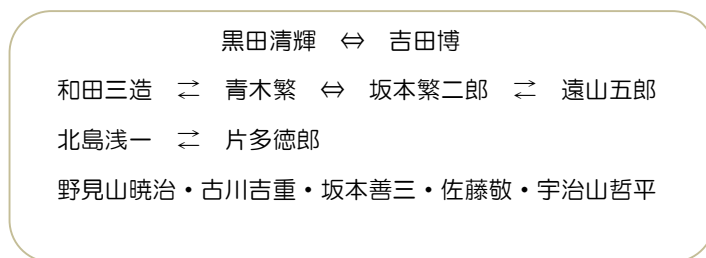 黒田清輝 ⇔ 吉田博
和田三造 ⇄ 青木繁 ⇔ 坂本繁二郎 ⇄ 遠山五郎
北島浅一 ⇄ 片多徳郎
野見山暁治・古川吉重・坂本善三・佐藤敬・宇治山哲平